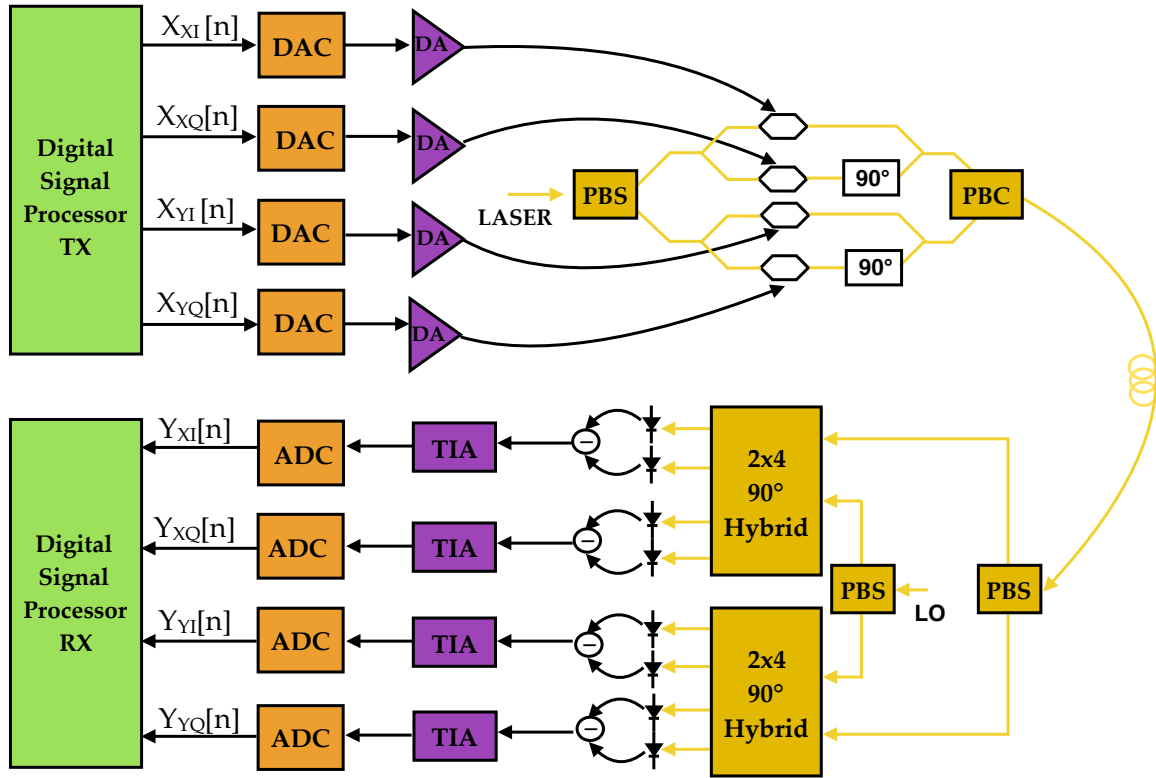 X_XI [n]
DAC
DA
X_XQ[n]
DAC
DA
Digital
Signal
Processor
TX
PBS
90°
PBC
LASER
X_YI [n]
DAC
DA
90°
X_YQ[n]
DAC
DA
Y_XI[n]
ADC
TIA
−
2x4
90°
Hybrid
Y_XQ[n]
ADC
TIA
−
Digital
Signal
Processor
RX
PBS
LO
PBS
Y_YI[n]
ADC
TIA
−
2x4
90°
Hybrid
Y_YQ[n]
ADC
TIA
−